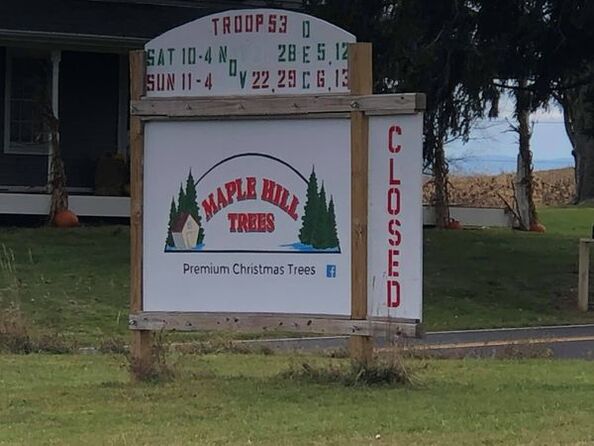 TROOP 53 D
SAT 10-4 NO 28 E 5, 12
SUN 11-4 V 22, 29 C 6, 13
MAPLE HILL
TREES
Premium Christmas Trees f
CLOSED